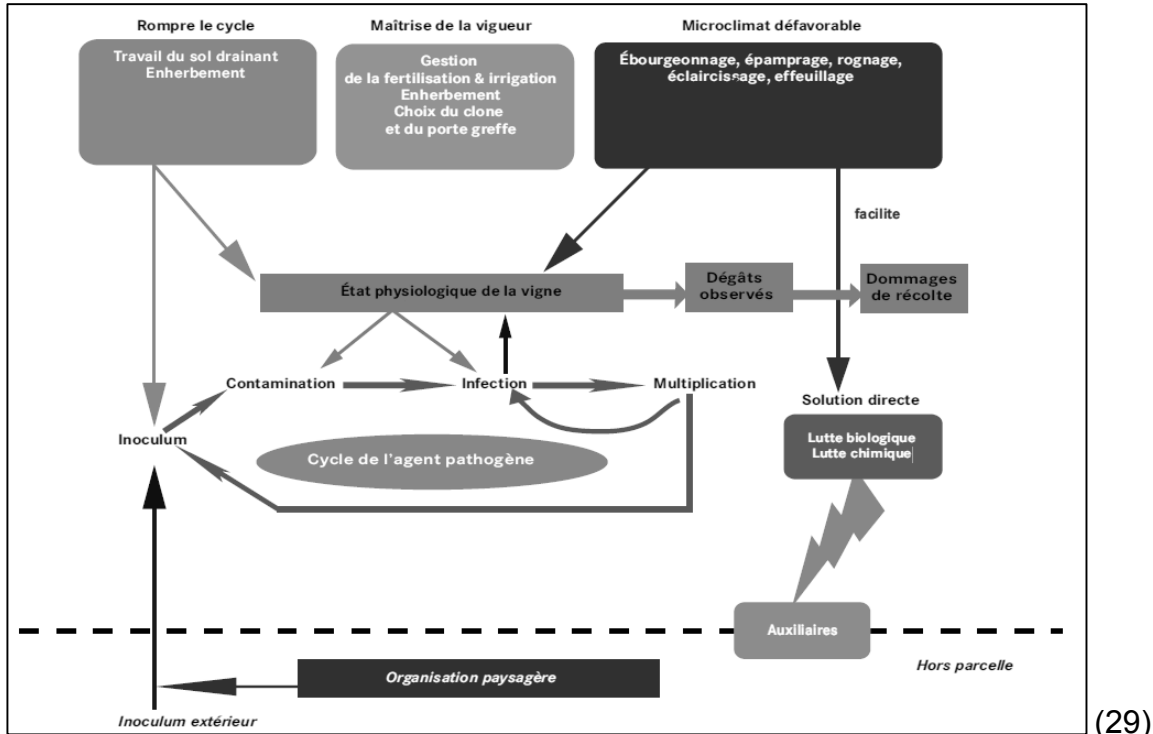 Rompre le cycle
Travail du sol drainant
Enherbement
Maîtrise de la vigueur
Gestion
de la fertilisation & irrigation
Enherbement
Choix du clone
et du porte greffe
Microclimat défavorable
Ébourgeonnage, épamprage, rognage,
éclaircissage, effeuillage
facilite
État physiologique de la vigne
Dégâts
observés
Dommages
de récolte
Contamination
Infection
Multiplication
Inoculum
Cycle de l'agent pathogène
Solution directe
Lutte biologique
Lutte chimique
Auxiliaires
Hors parcelle
Organisation paysagère
Inoculum extérieur
(29)